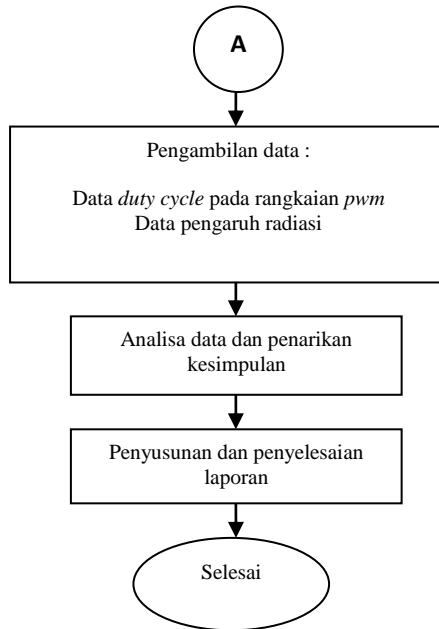 A
Pengambilan data :
Data duty cycle pada rangkaian pwm
Data pengaruh radiasi
Analisa data dan penarikan
kesimpulan
Penyusunan dan penyelesaian
laporan
Selesai